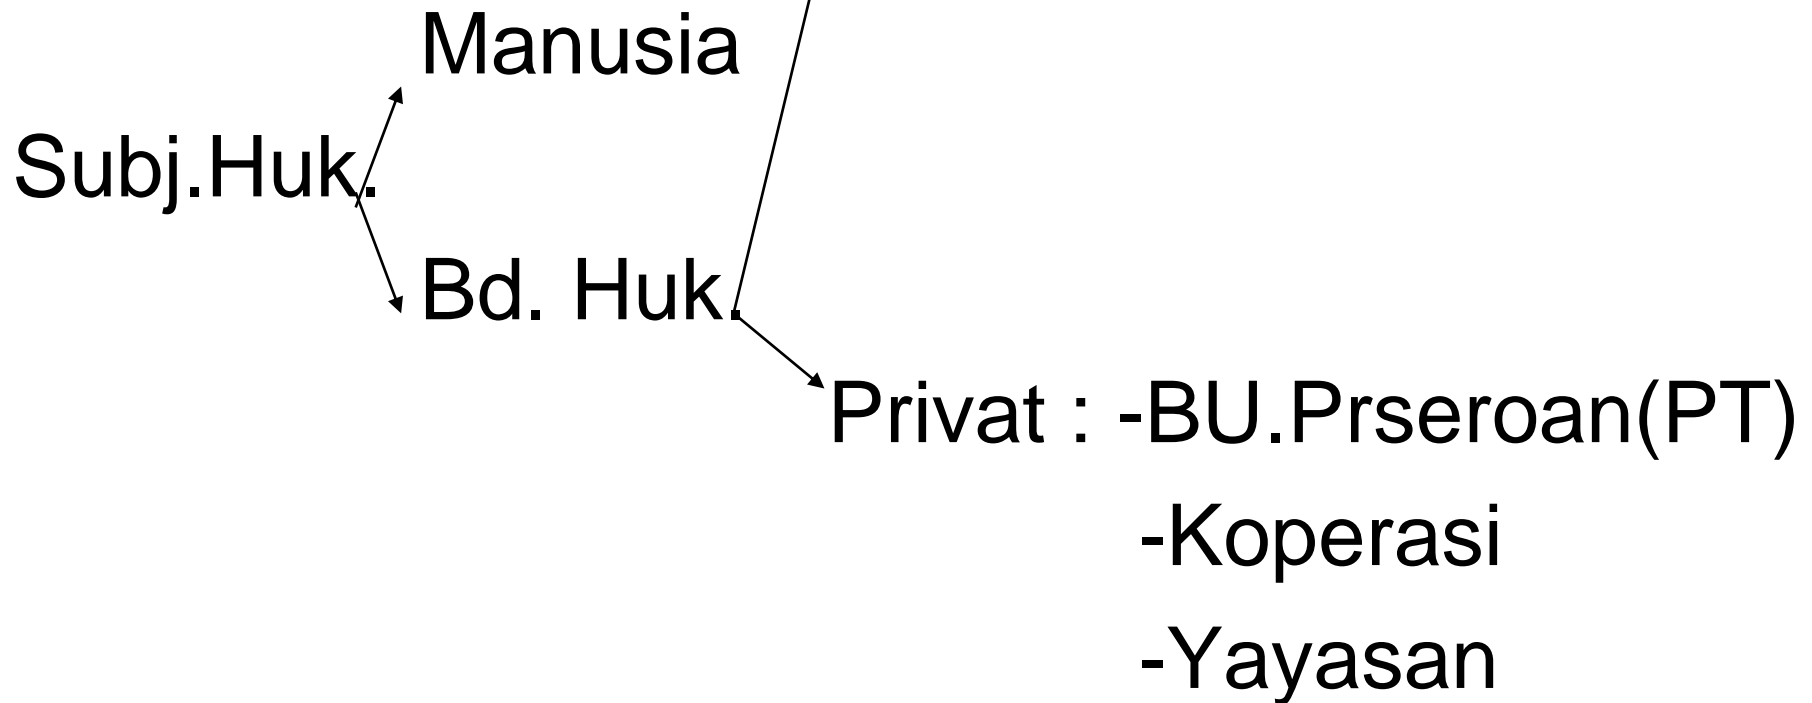 Manusia
Subj.Huk.
Bd. Huk.
Privat : -BU.Prseroan(PT)
-Koperasi
-Yayasan